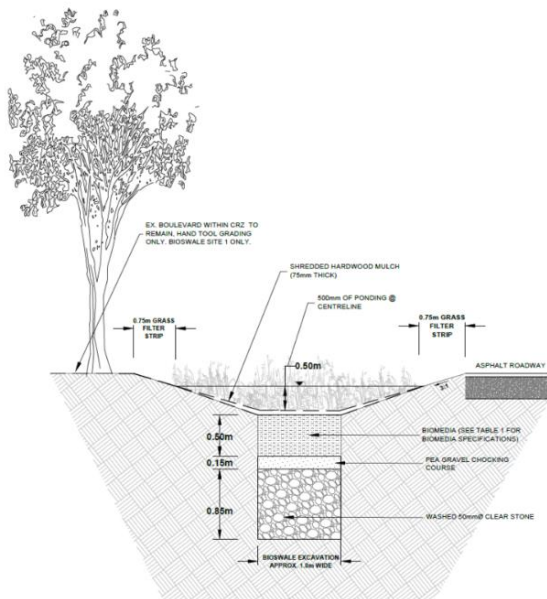 EX. BOULEVARD WITHIN CRZ TO
REMAIN, HAND TOOL GRADING
ONLY. BIOSWALE SITE 1 ONLY.
SHREDDED HARDWOOD MULCH
(75mm THICK)
500mm OF PONDING @
CENTRELINE
0.75m GRASS
FILTER
STRIP
0.75m GRASS
FILTER
STRIP
0.50m
ASPHALT ROADWAY
3:1
0.50m
BIOMEDIA (SEE TABLE 1 FOR
BIOMEDIA SPECIFICATIONS)
0.15m
PEA GRAVEL CHOCKING
COURSE
0.85m
WASHED 50mmØ CLEAR STONE
BIOSWALE EXCAVATION
APPROX. 1.0m WIDE